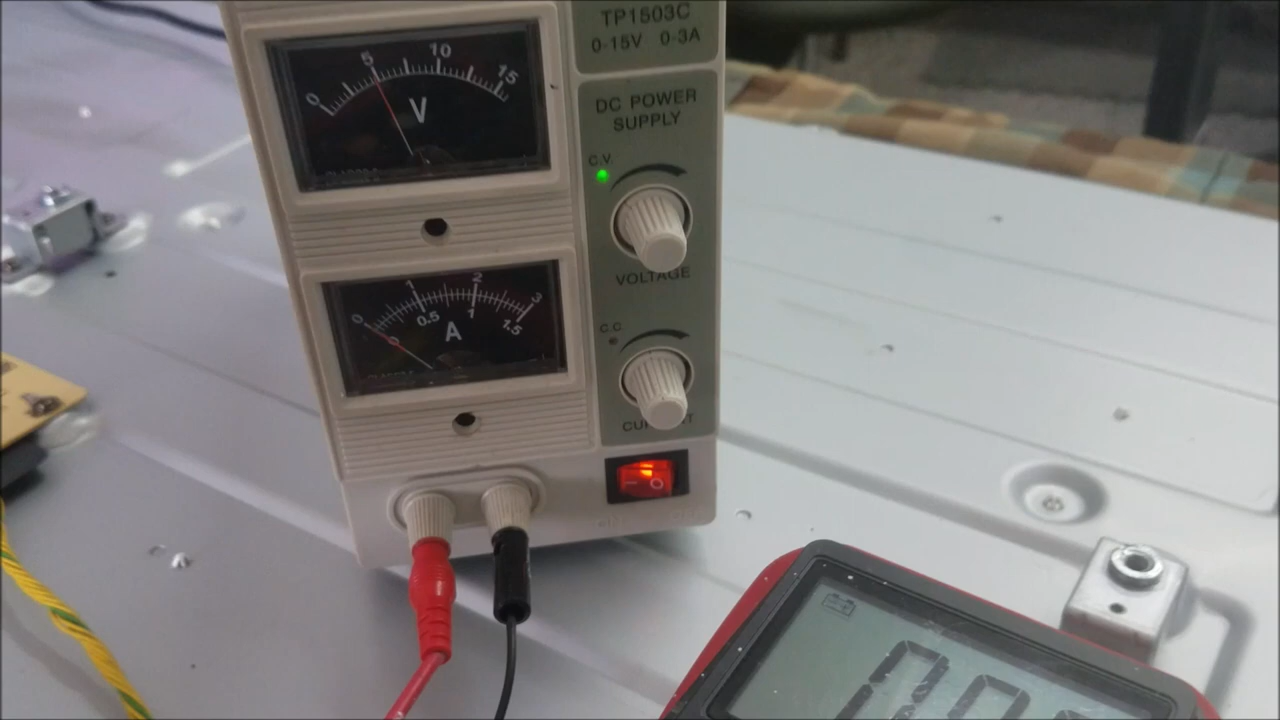 TP1503C
0-15V 0-3A
0 5 10 15
V
DC POWER
SUPPLY
C.V.
VOLTAGE
0 1 2 3
0 0.5 1 1.5
A
C.C